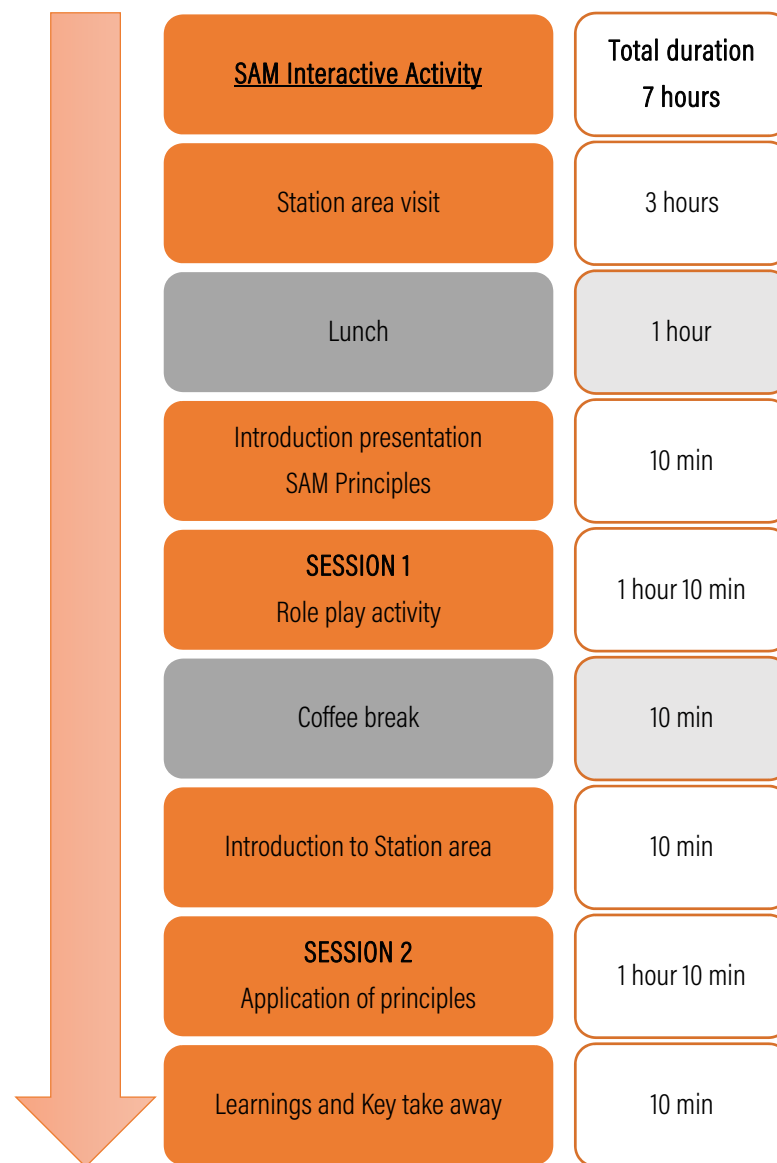 SAM Interactive Activity
Total duration
7 hours
Station area visit
3 hours
Lunch
1 hour
Introduction presentation
SAM Principles
10 min
SESSION 1
Role play activity
1 hour 10 min
Coffee break
10 min
Introduction to Station area
10 min
SESSION 2
Application of principles
1 hour 10 min
Learnings and Key take away
10 min